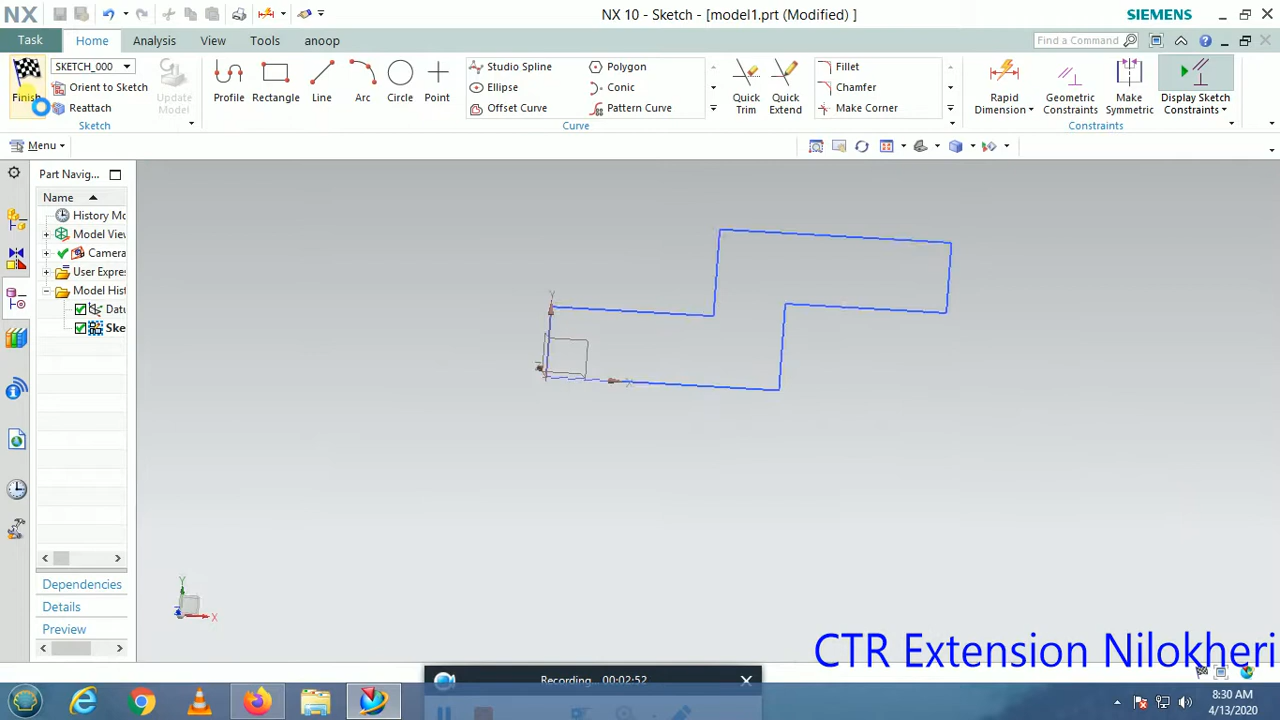 NX
NX 10 - Sketch - [model1.prt (Modified) ]
SIEMENS
Task
Home
Analysis
View
Tools
anoop
Find a Command
Finish
SKETCH_000
Orient to Sketch
Reattach
Update Model
Sketch
Profile
Rectangle
Line
Arc
Circle
Point
Studio Spline
Ellipse
Offset Curve
Polygon
Conic
Pattern Curve
Curve
Quick Trim
Quick Extend
Fillet
Chamfer
Make Corner
Rapid Dimension
Geometric Constraints
Make Symmetric
Display Sketch Constraints
Constraints
Menu
Part Navig..
Name
History Mo
Model View
Camera
User Expre
Model Hist
Datu
Ske
Dependencies
Details
Preview
Y
X
Y
X
CTR Extension Nilokheri
Recording... 00:02:52
8:30 AM
4/13/2020